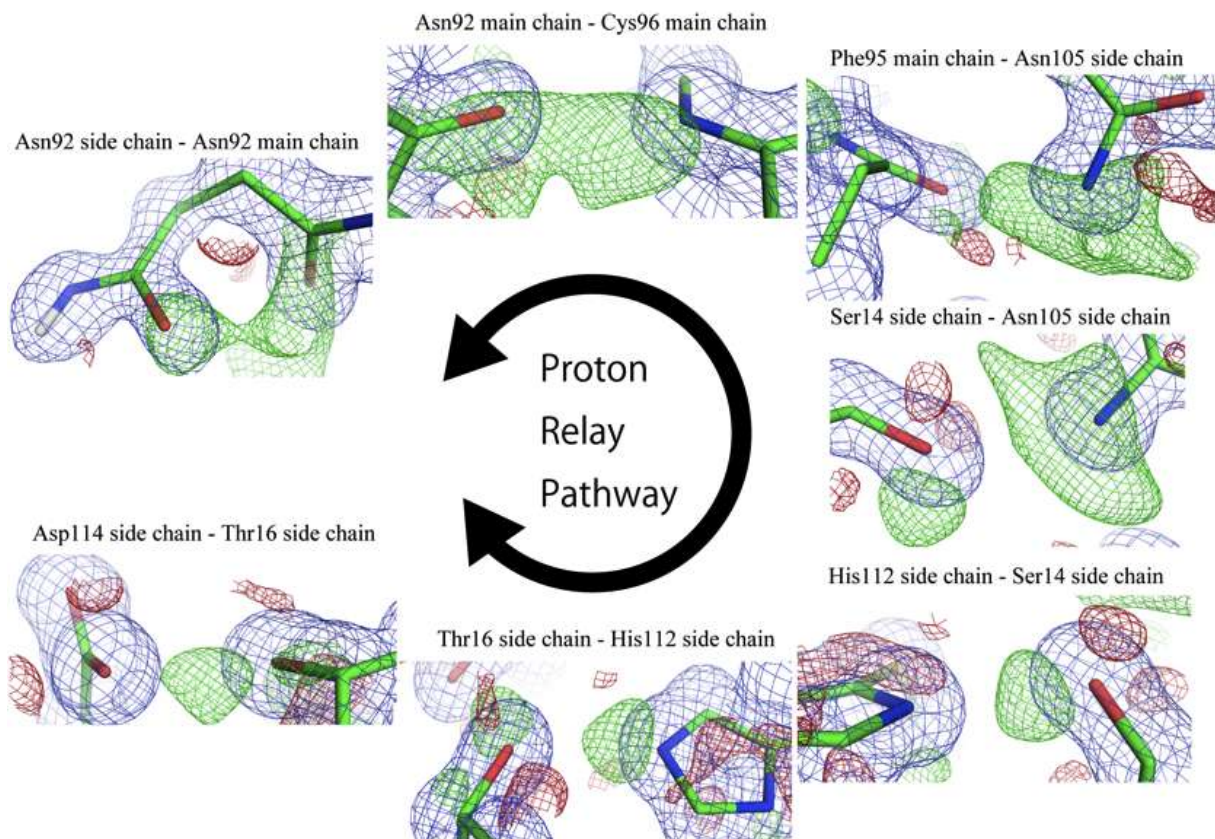 Asn92 main chain - Cys96 main chain
Phe95 main chain - Asn105 side chain
Asn92 side chain - Asn92 main chain
Ser14 side chain - Asn105 side chain
Proton
Relay
Pathway
Asp114 side chain - Thr16 side chain
His112 side chain - Ser14 side chain
Thr16 side chain - His112 side chain